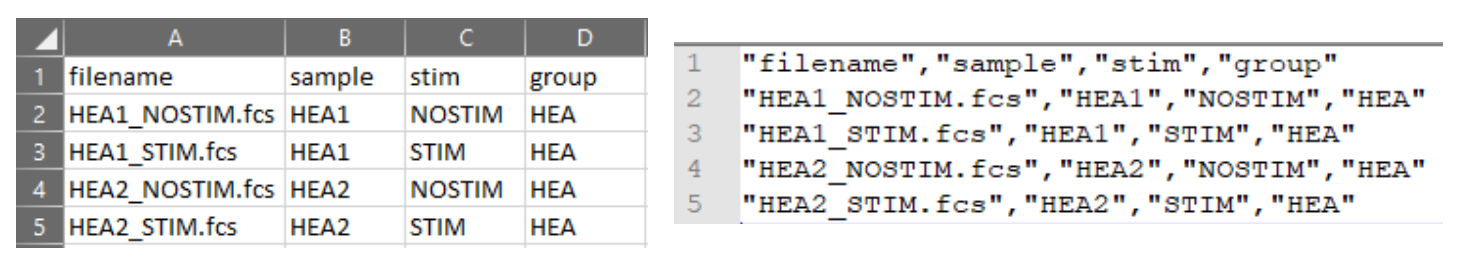 A B C D
1 filename sample stim group
2 HEA1_NOSTIM.fcs HEA1 NOSTIM HEA
3 HEA1_STIM.fcs HEA1 STIM HEA
4 HEA2_NOSTIM.fcs HEA2 NOSTIM HEA
5 HEA2_STIM.fcs HEA2 STIM HEA
1 "filename","sample","stim","group"
2 "HEA1_NOSTIM.fcs","HEA1","NOSTIM","HEA"
3 "HEA1_STIM.fcs","HEA1","STIM","HEA"
4 "HEA2_NOSTIM.fcs","HEA2","NOSTIM","HEA"
5 "HEA2_STIM.fcs","HEA2","STIM","HEA"